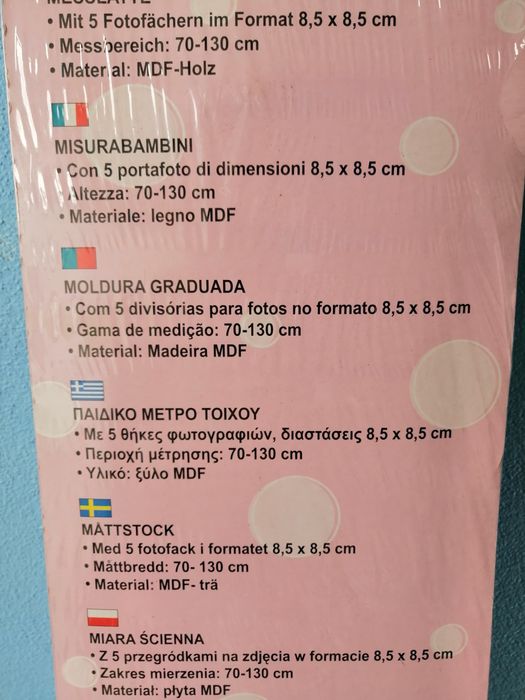 MESSLATTE
• Mit 5 Fotofächern im Format 8,5 x 8,5 cm
• Messbereich: 70-130 cm
• Material: MDF-Holz
MISURABAMBINI
• Con 5 portafoto di dimensioni 8,5 x 8,5 cm
• Altezza: 70-130 cm
• Materiale: legno MDF
MOLDURA GRADUADA
• Com 5 divisórias para fotos no formato 8,5 x 8,5 cm
• Gama de medição: 70-130 cm
• Material: Madeira MDF
ΠΑΙΔΙΚΟ ΜΕΤΡΟ ΤΟΙΧΟΥ
• Με 5 θήκες φωτογραφιών, διαστάσεις 8,5 x 8,5 cm
• Περιοχή μέτρησης: 70-130 cm
• Υλικό: ξύλο MDF
MÅTTSTOCK
• Med 5 fotofack i formatet 8,5 x 8,5 cm
• Måttbredd: 70- 130 cm
• Material: MDF- trä
MIARA ŚCIENNA
• Z 5 przegródkami na zdjęcia w formacie 8,5 x 8,5 cm
• Zakres mierzenia: 70-130 cm
• Materiał: płyta MDF